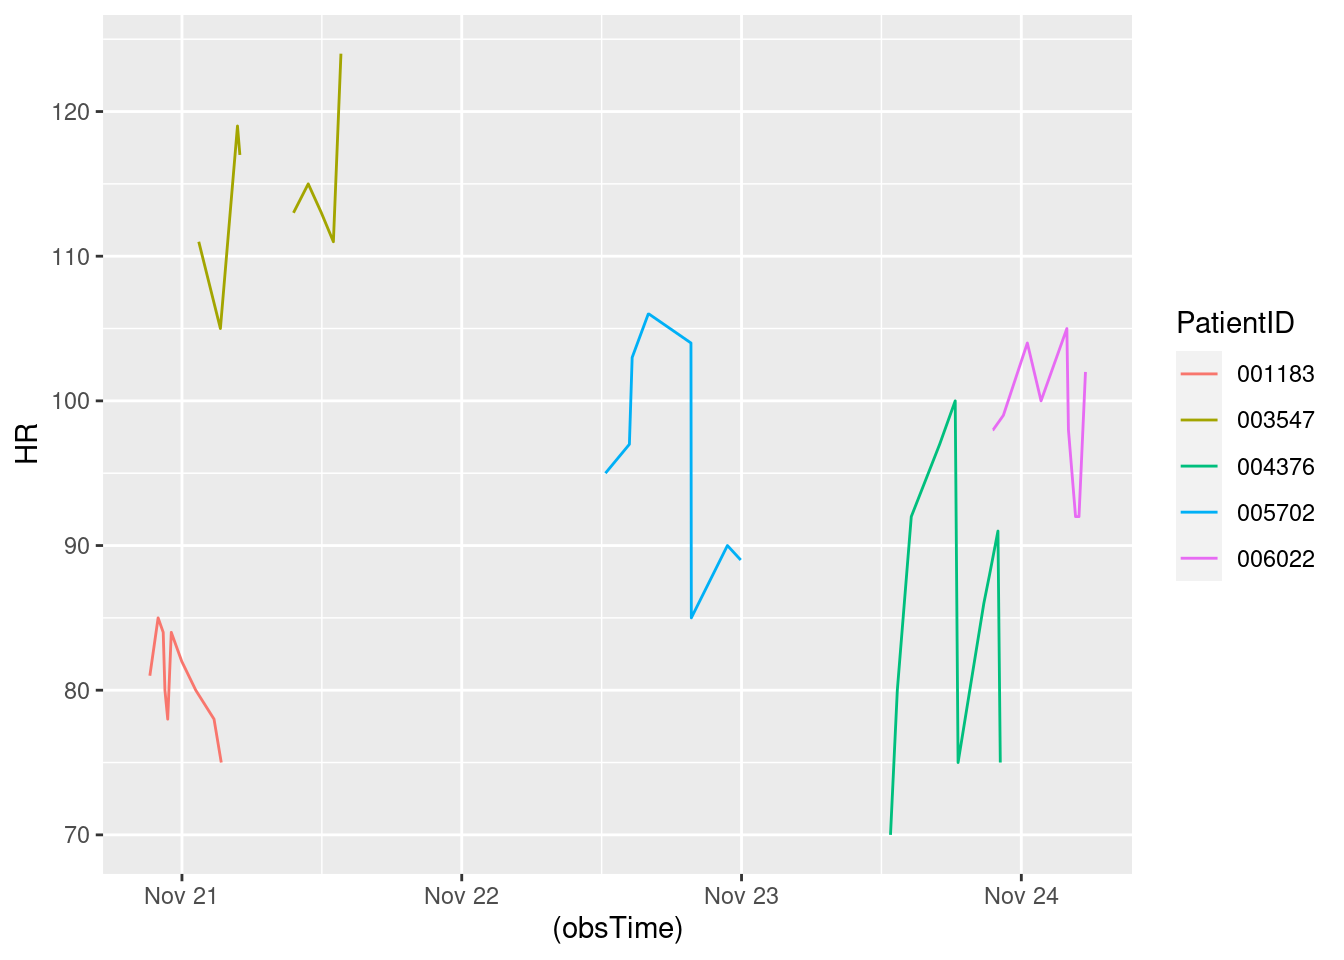 120
110
100
90
80
70
HR
Nov 21
Nov 22
Nov 23
Nov 24
(obsTime)
PatientID
001183
003547
004376
005702
006022